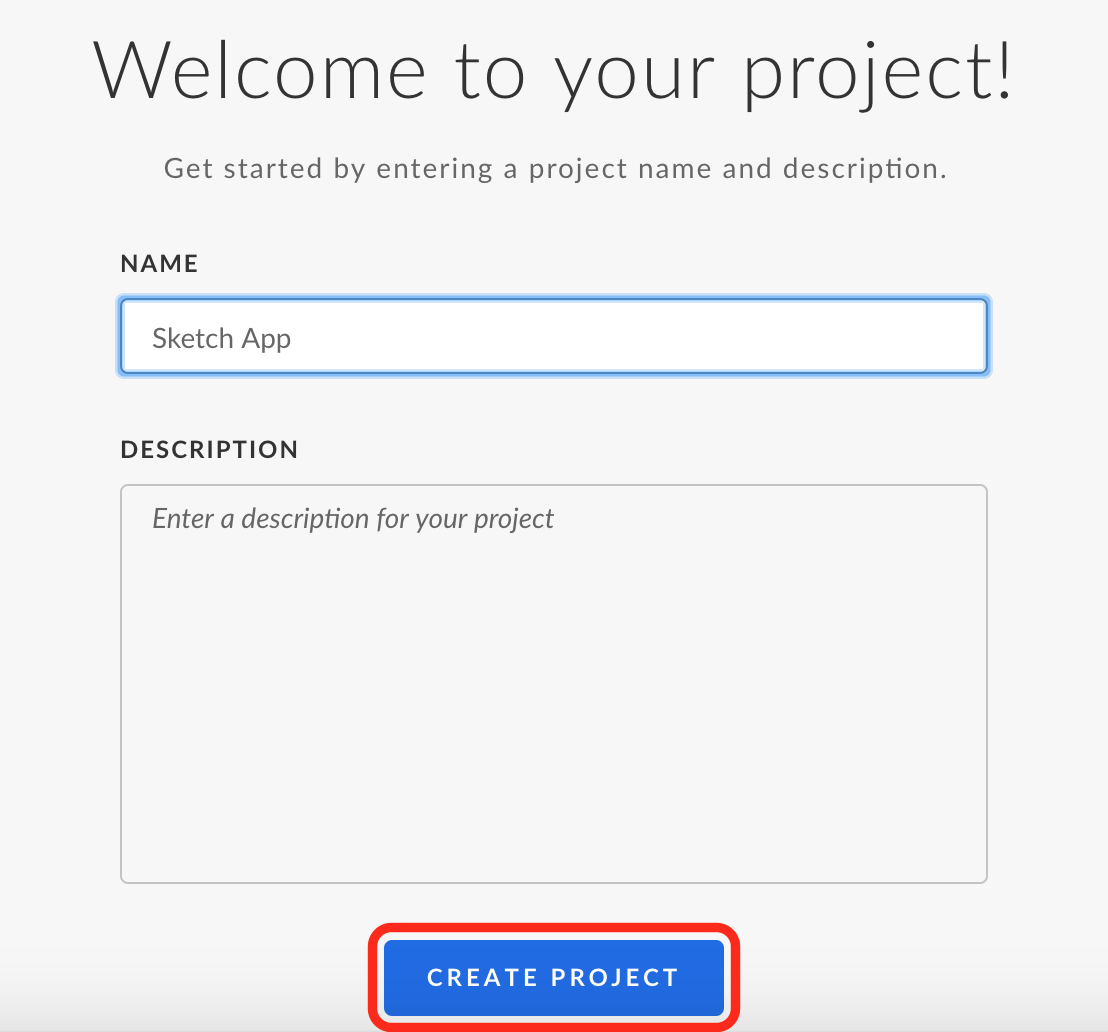 Welcome to your project!
Get started by entering a project name and description.
NAME
Sketch App
DESCRIPTION
Enter a description for your project
CREATE PROJECT